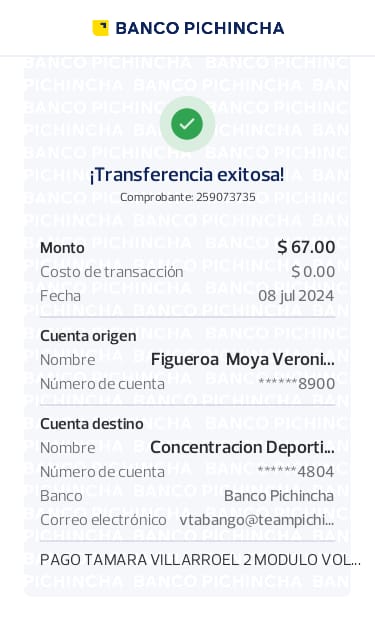 BANCO PICHINCHA
¡Transferencia exitosa!
Comprobante: 259073735
Monto $ 67.00
Costo de transacción $ 0.00
Fecha 08 jul 2024
Cuenta origen
Nombre Figueroa Moya Veroni...
Número de cuenta ******8900
Cuenta destino
Nombre Concentracion Deporti...
Número de cuenta ******4804
Banco Banco Pichincha
Correo electrónico vtabango@teampichi...
PAGO TAMARA VILLARROEL 2 MODULO VOL...